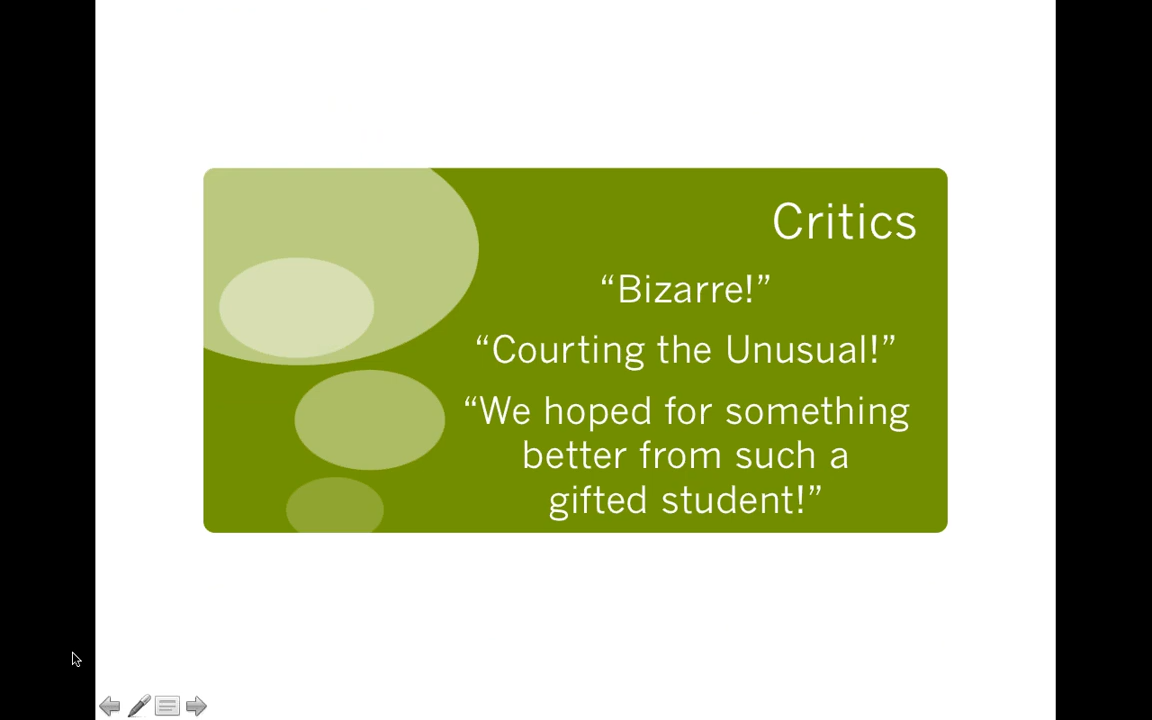 Critics
“Bizarre!”
“Courting the Unusual!”
“We hoped for something
better from such a
gifted student!”